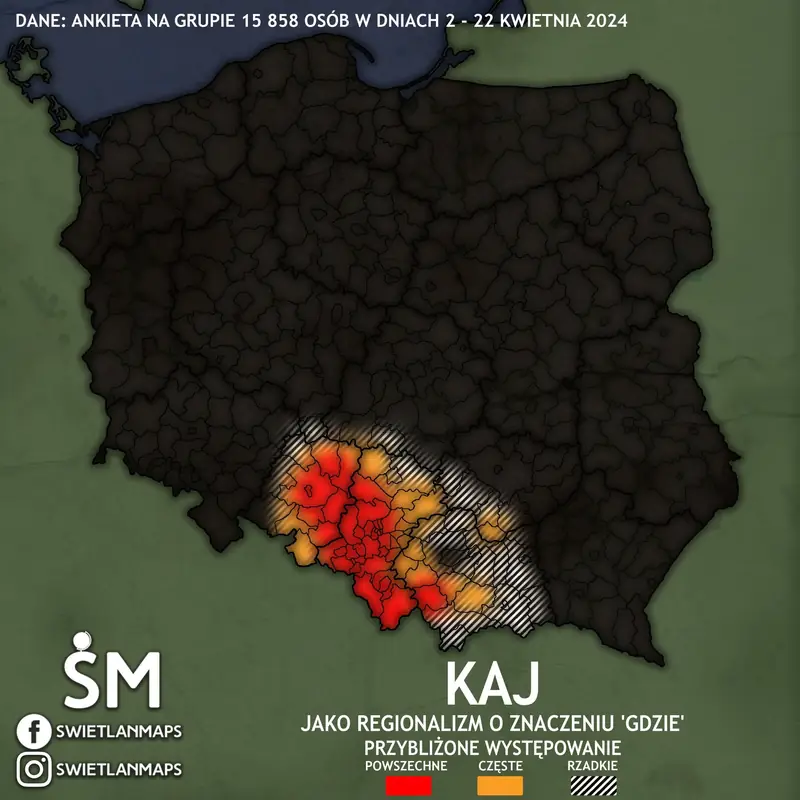 DANE: ANKIETA NA GRUPIE 15 858 OSÓB W DNIACH 2 - 22 KWIETNIA 2024
ŚM
SWIETLANMAPS
SWIETLANMAPS
KAJ
JAKO REGIONALIZM O ZNACZENIU 'GDZIE'
PRZYBLIŻONE WYSTĘPOWANIE
POWSZECHNE CZĘSTE RZADKIE